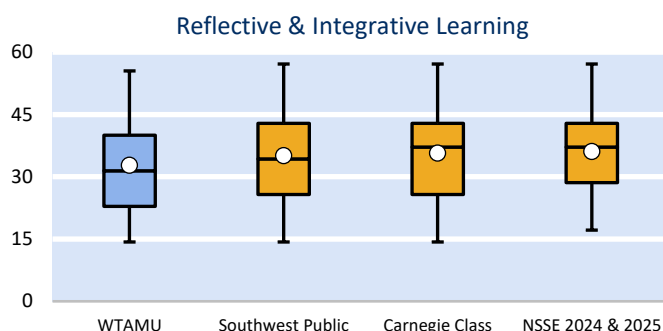 Reflective & Integrative Learning
60
45
30
15
0
WTAMU Southwest Public Carnegie Class NSSE 2024 & 2025